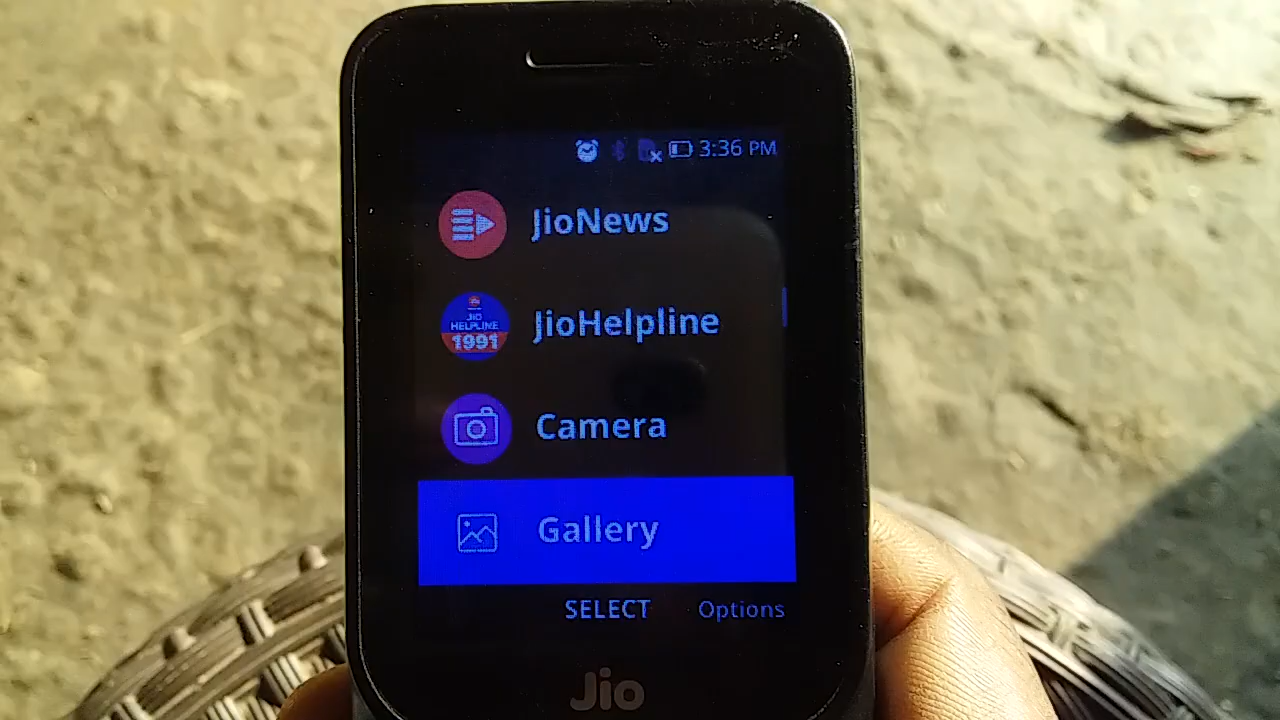 3:36 PM
JioNews
JIO
HELPLINE
1991
JioHelpline
Camera
Gallery
SELECT Options
Jio